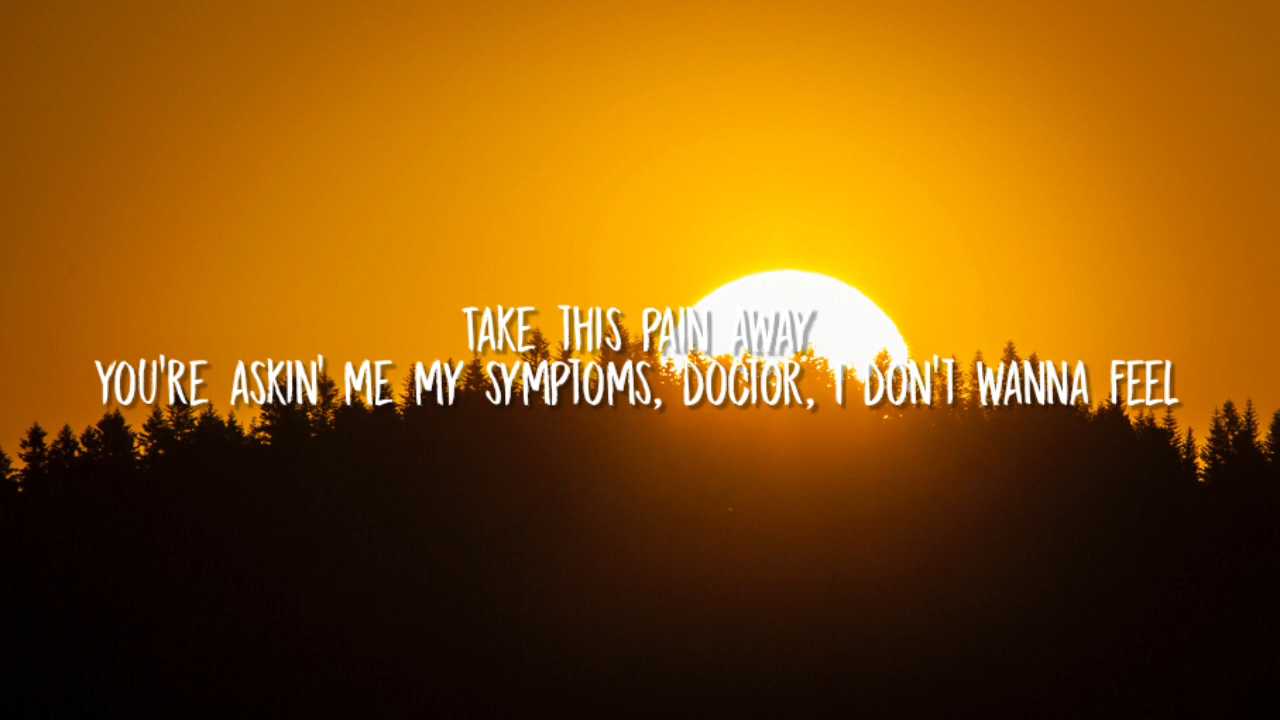 TAKE THIS PAIN AWAY
YOU'RE ASKIN' ME MY SYMPTOMS, DOCTOR, I DON'T WANNA FEEL